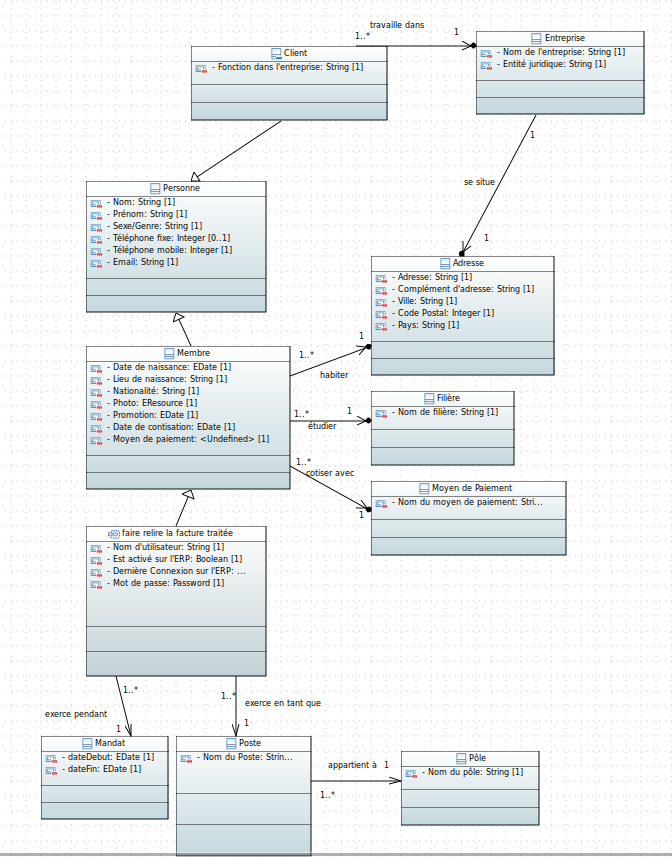 travaille dans
1..*
1
Client
- Fonction dans l'entreprise: String [1]
Entreprise
- Nom de l'entreprise: String [1]
- Entité juridique: String [1]
1
se situe
1
Personne
- Nom: String [1]
- Prénom: String [1]
- Sexe/Genre: String [1]
- Téléphone fixe: Integer [0..1]
- Téléphone mobile: Integer [1]
- Email: String [1]
Adresse
- Adresse: String [1]
- Complément d'adresse: String [1]
- Ville: String [1]
- Code Postal: Integer [1]
- Pays: String [1]
Membre
- Date de naissance: EDate [1]
- Lieu de naissance: String [1]
- Nationalité: String [1]
- Photo: EResource [1]
- Promotion: EDate [1]
- Date de contisation: EDate [1]
- Moyen de paiement: <Undefined> [1]
1..*
1
habiter
1..*
1
étudier
Filière
- Nom de filière: String [1]
1..*
cotiser avec
1
Moyen de Paiement
- Nom du moyen de paiement: Stri...
faire relire la facture traitée
- Nom d'utilisateur: String [1]
- Est activé sur l'ERP: Boolean [1]
- Dernière Connexion sur l'ERP: ...
- Mot de passe: Password [1]
1..*
exerce pendant
1
1..*
exerce en tant que
1
Mandat
- dateDebut: EDate [1]
- dateFin: EDate [1]
Poste
- Nom du Poste: Strin...
appartient à
1
1..*
Pôle
- Nom du pôle: String [1]